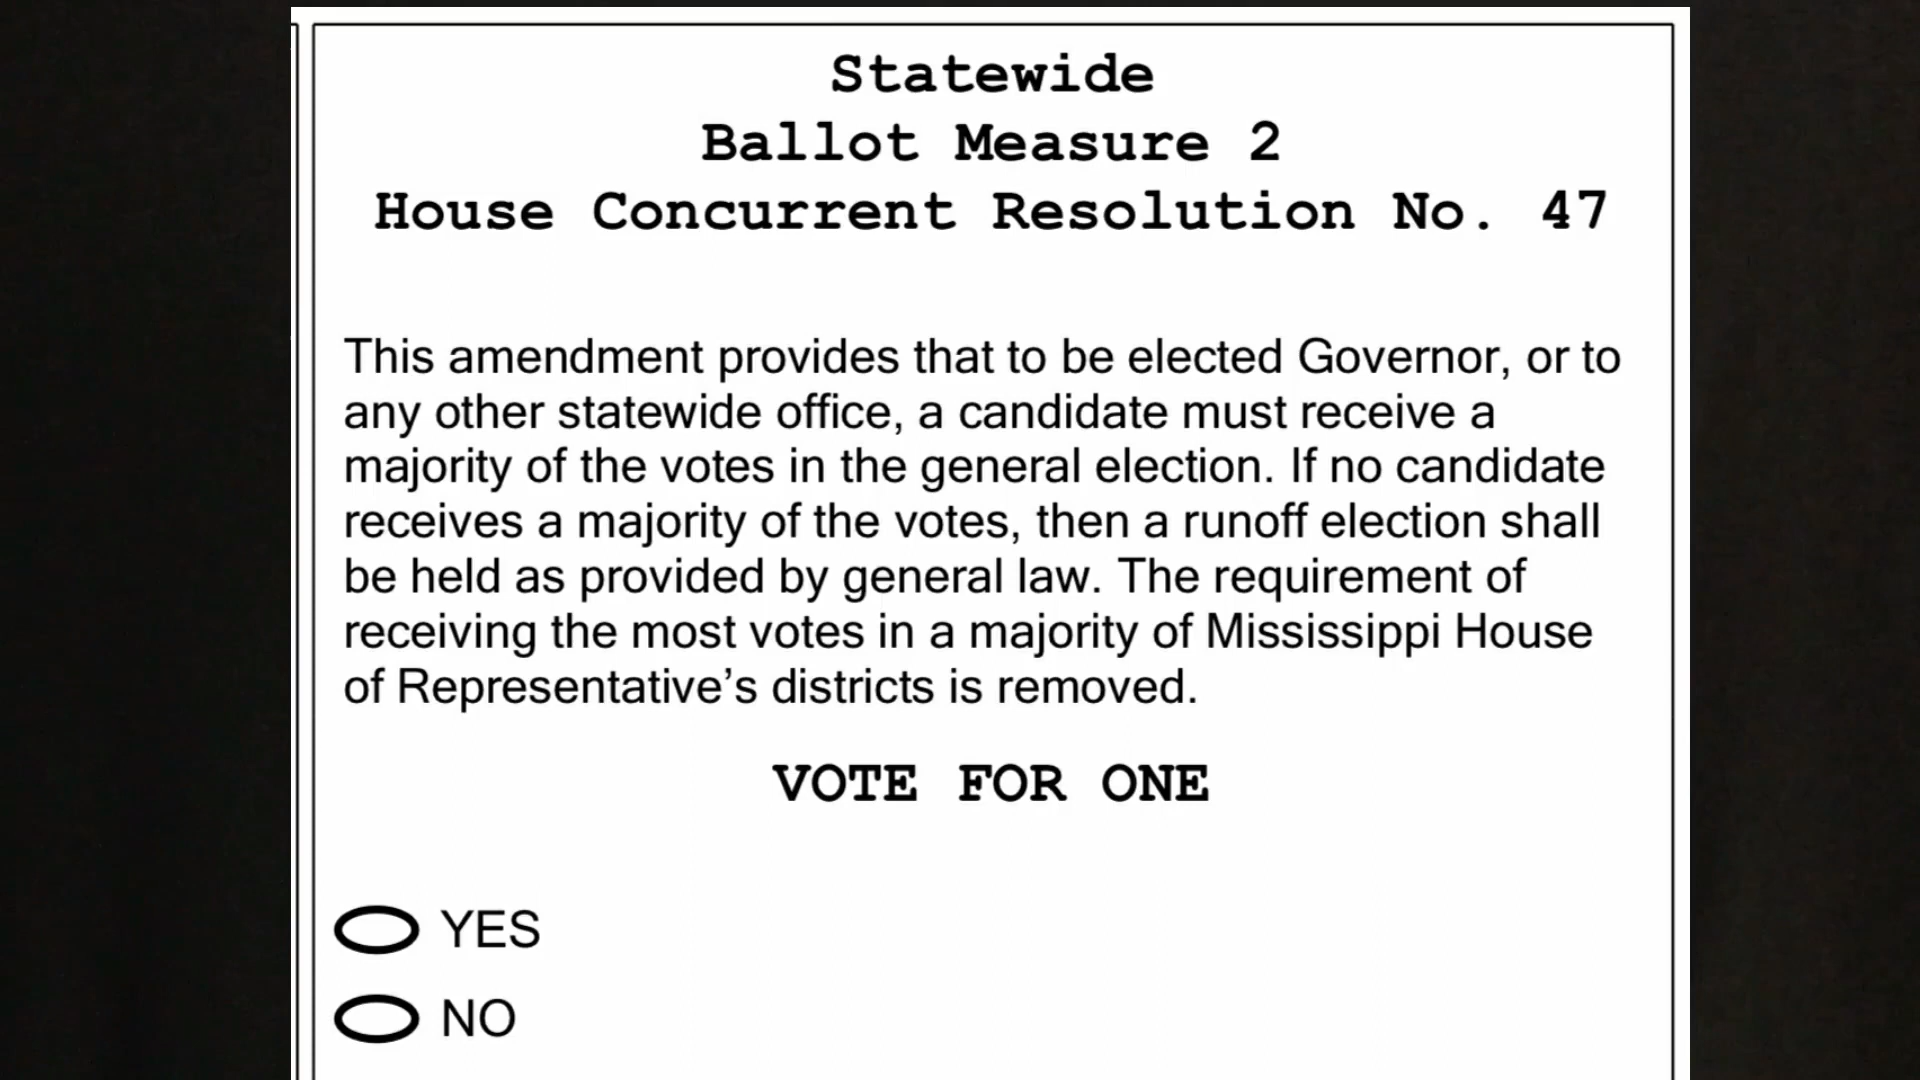 Statewide
Ballot Measure 2
House Concurrent Resolution No. 47
This amendment provides that to be elected Governor, or to
any other statewide office, a candidate must receive a
majority of the votes in the general election. If no candidate
receives a majority of the votes, then a runoff election shall
be held as provided by general law. The requirement of
receiving the most votes in a majority of Mississippi House
of Representative’s districts is removed.
VOTE FOR ONE
YES
NO